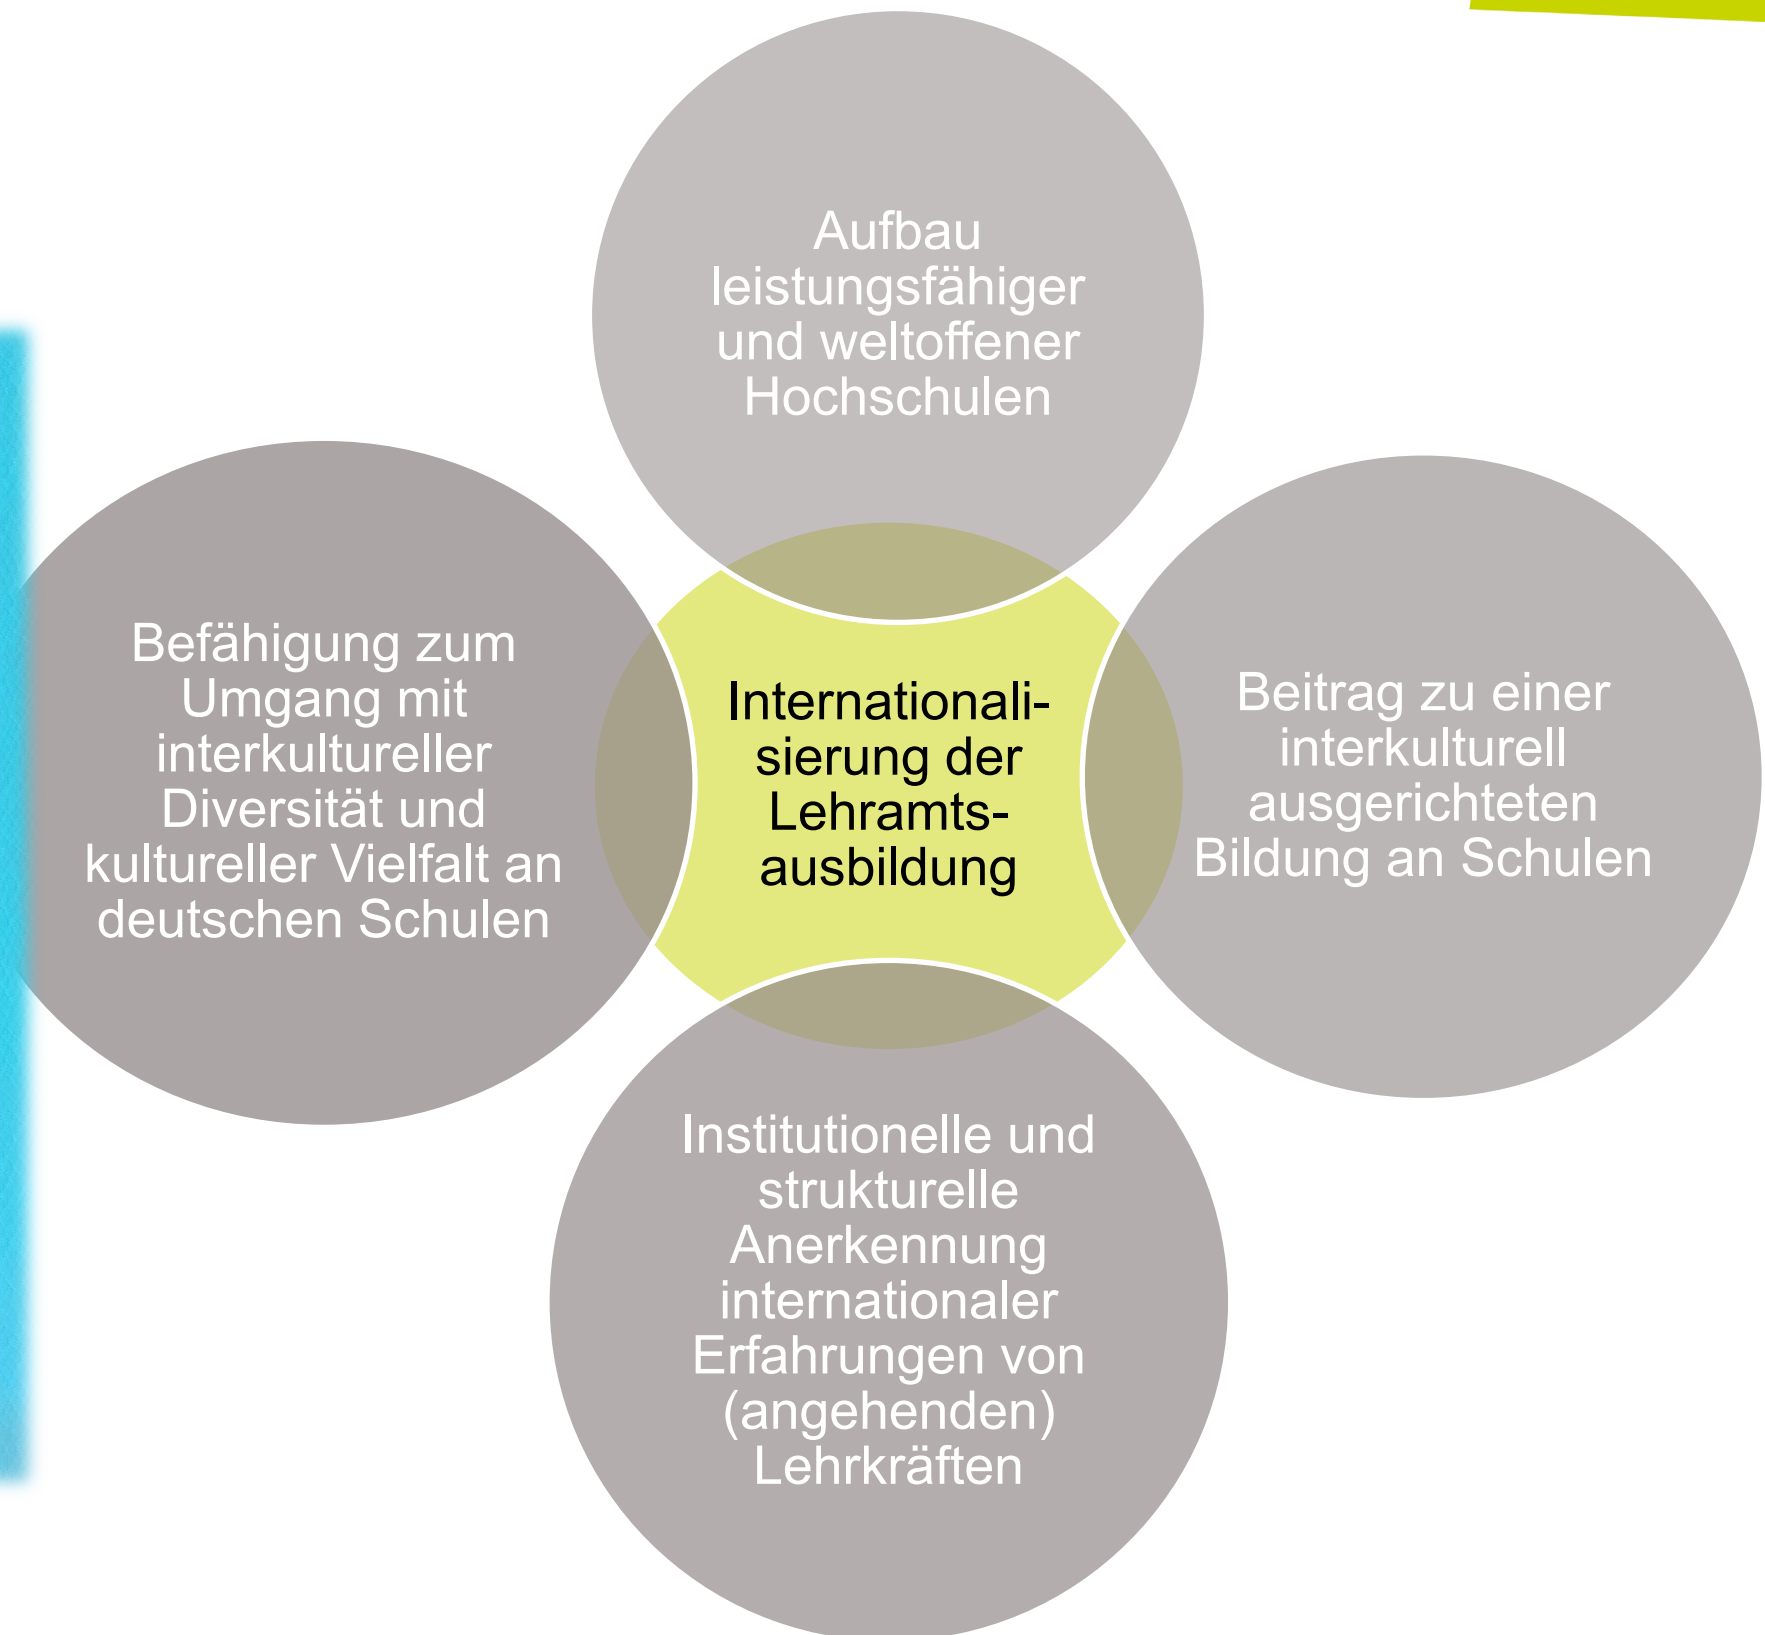 Aufbau
leistungsfähiger
und weltoffener
Hochschulen
Befähigung zum
Umgang mit
interkultureller
Diversität und
kultureller Vielfalt an
deutschen Schulen
Internationali-
sierung der
Lehramts-
ausbildung
Beitrag zu einer
interkulturell
ausgerichteten
Bildung an Schulen
Institutionelle und
strukturelle
Anerkennung
internationaler
Erfahrungen von
(angehenden)
Lehrkräften